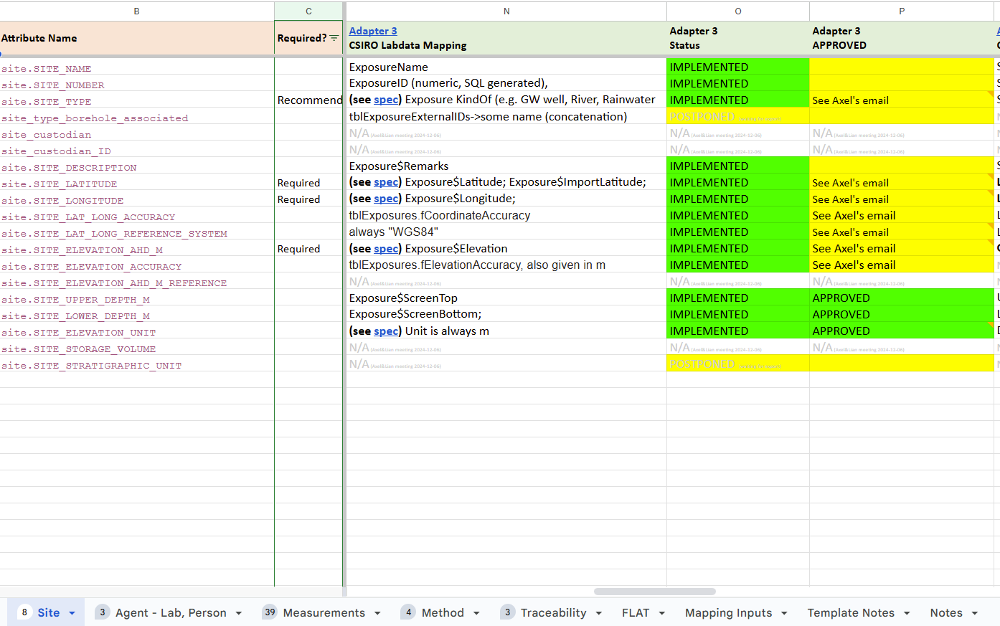 B C N O P
Attribute Name Required? Adapter 3 CSIRO Labdata Mapping Adapter 3 Status Adapter 3 APPROVED
site.SITE_NAME ExposureName IMPLEMENTED
site.SITE_NUMBER ExposureID (numeric, SQL generated), IMPLEMENTED
site.SITE_TYPE Recommend (see spec) Exposure KindOf (e.g. GW well, River, Rainwater IMPLEMENTED See Axel's email
site_type_borehole_associated tblExposureExternalIDs->some name (concatenation) POSTPONED (waiting for export)
site_custodian N/A (Axel&Lian meeting 2024-12-06) N/A (Axel&Lian meeting 2024-12-06) N/A (Axel&Lian meeting 2024-12-06)
site_custodian_ID N/A (Axel&Lian meeting 2024-12-06) N/A (Axel&Lian meeting 2024-12-06) N/A (Axel&Lian meeting 2024-12-06)
site.SITE_DESCRIPTION Exposure$Remarks IMPLEMENTED
site.SITE_LATITUDE Required (see spec) Exposure$Latitude; Exposure$ImportLatitude; IMPLEMENTED See Axel's email
site.SITE_LONGITUDE Required (see spec) Exposure$Longitude; IMPLEMENTED See Axel's email
site.SITE_LAT_LONG_ACCURACY tblExposures.fCoordinateAccuracy IMPLEMENTED See Axel's email
site.SITE_LAT_LONG_REFERENCE_SYSTEM always "WGS84" IMPLEMENTED See Axel's email
site.SITE_ELEVATION_AHD_M Required (see spec) Exposure$Elevation IMPLEMENTED See Axel's email
site.SITE_ELEVATION_ACCURACY tblExposures.fElevationAccuracy, also given in m IMPLEMENTED See Axel's email
site.SITE_ELEVATION_AHD_M_REFERENCE N/A (Axel&Lian meeting 2024-12-06) N/A (Axel&Lian meeting 2024-12-06) N/A (Axel&Lian meeting 2024-12-06)
site.SITE_UPPER_DEPTH_M Exposure$ScreenTop IMPLEMENTED APPROVED
site.SITE_LOWER_DEPTH_M Exposure$ScreenBottom; IMPLEMENTED APPROVED
site.SITE_ELEVATION_UNIT (see spec) Unit is always m IMPLEMENTED APPROVED
site.SITE_STORAGE_VOLUME N/A (Axel&Lian meeting 2024-12-06) N/A (Axel&Lian meeting 2024-12-06) N/A (Axel&Lian meeting 2024-12-06)
site.SITE_STRATIGRAPHIC_UNIT N/A (Axel&Lian meeting 2024-12-06) POSTPONED (waiting for export)
8 Site 3 Agent - Lab, Person 39 Measurements 4 Method 3 Traceability FLAT Mapping Inputs Template Notes Notes